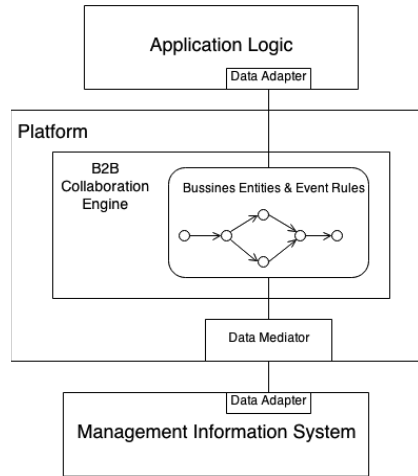 Application Logic
Data Adapter
Platform
B2B
Collaboration
Engine
Bussines Entities & Event Rules
Data Mediator
Data Adapter
Management Information System